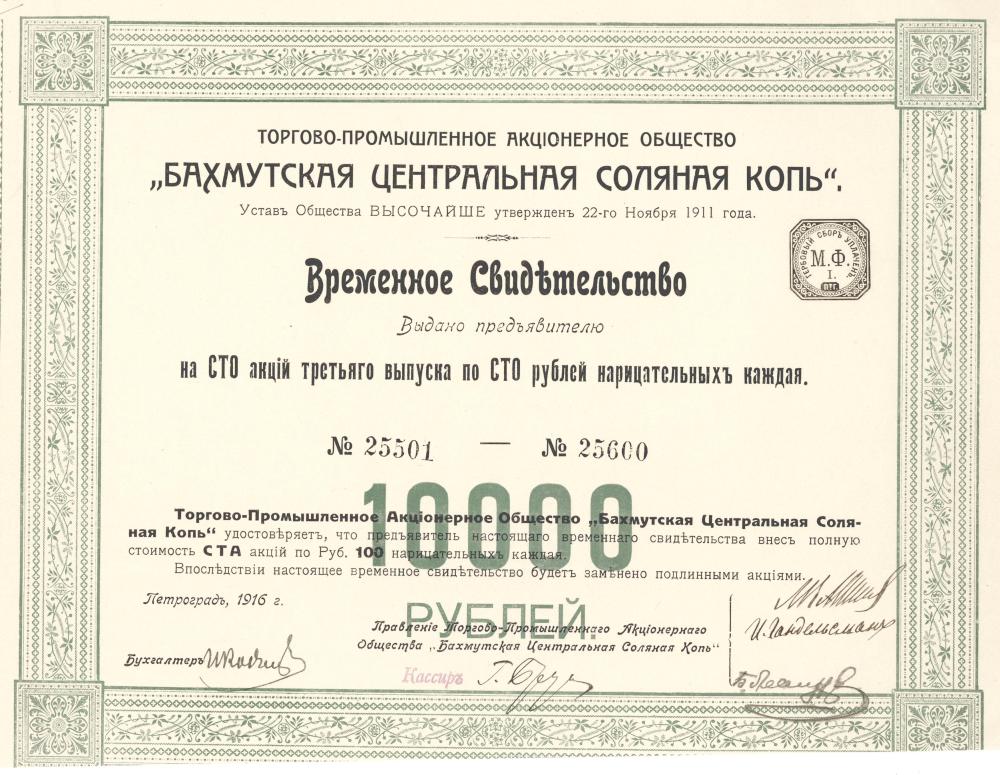 ТОРГОВО-ПРОМЫШЛЕННОЕ АКЦІОНЕРНОЕ ОБЩЕСТВО
„БАХМУТСКАЯ ЦЕНТРАЛЬНАЯ СОЛЯНАЯ КОПЬ“.
Уставъ Общества ВЫСОЧАЙШЕ утвержденъ 22-го Ноября 1911 года.
ГЕРБОВЫЙ СБОРЪ УПЛАЧЕНЪ.
М.Ф.
I.
ПТГ
Временное Свидѣтельство
Выдано предъявителю
на СТО акцій третьяго выпуска по СТО рублей нарицательныхъ каждая.
№ 25501 — № 25600
10000
Торгово-Промышленное Акціонерное Общество „Бахмутская Центральная Соля-
ная Копь“ удостовѣряетъ, что предъявитель настоящаго временнаго свидѣтельства внесъ полную
стоимость СТА акцій по Руб. 100 нарицательныхъ каждая.
Впослѣдствіи настоящее временное свидѣтельство будетъ замѣнено подлинными акціями.
Петроградъ, 1916 г.
РУБЛЕЙ.
Правленіе Торгово-Промышленнаго Акціонернаго
Общества „Бахмутская Центральная Соляная Копь“
И. Гандельсманъ
Бухгалтеръ
Кассиръ